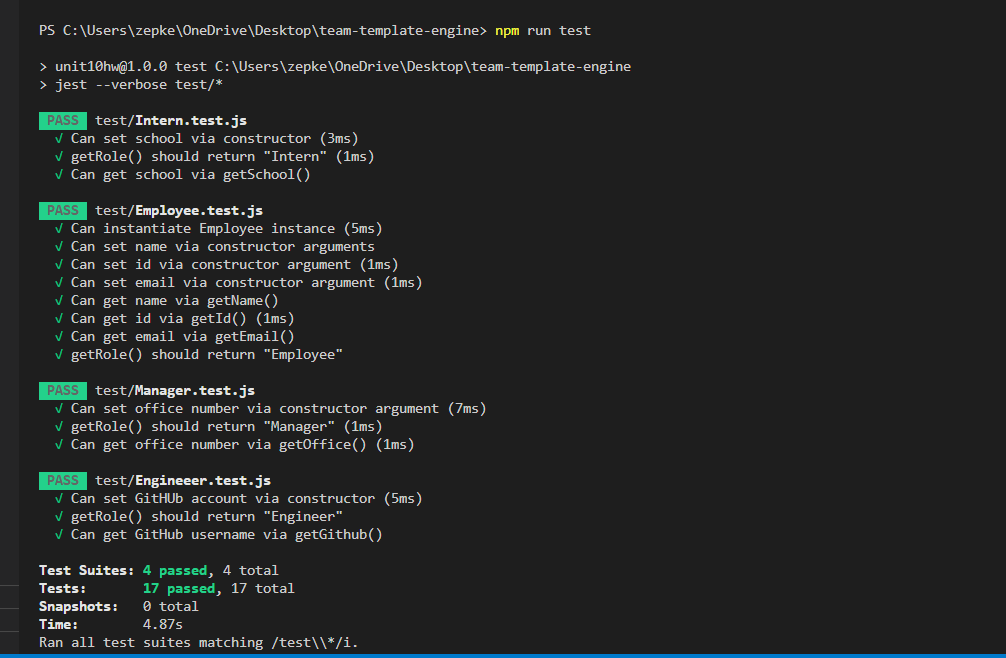 PS C:\Users\zepke\OneDrive\Desktop\team-template-engine> npm run test
> unit10hw@1.0.0 test C:\Users\zepke\OneDrive\Desktop\team-template-engine
> jest --verbose test/*
PASS test/Intern.test.js
√ Can set school via constructor (3ms)
√ getRole() should return "Intern" (1ms)
√ Can get school via getSchool()
PASS test/Employee.test.js
√ Can instantiate Employee instance (5ms)
√ Can set name via constructor arguments
√ Can set id via constructor argument (1ms)
√ Can set email via constructor argument (1ms)
√ Can get name via getName()
√ Can get id via getId() (1ms)
√ Can get email via getEmail()
√ getRole() should return "Employee"
PASS test/Manager.test.js
√ Can set office number via constructor argument (7ms)
√ getRole() should return "Manager" (1ms)
√ Can get office number via getOffice() (1ms)
PASS test/Engineeer.test.js
√ Can set GitHUb account via constructor (5ms)
√ getRole() should return "Engineer"
√ Can get GitHub username via getGithub()
Test Suites: 4 passed, 4 total
Tests: 17 passed, 17 total
Snapshots: 0 total
Time: 4.87s
Ran all test suites matching /test\\*/i.